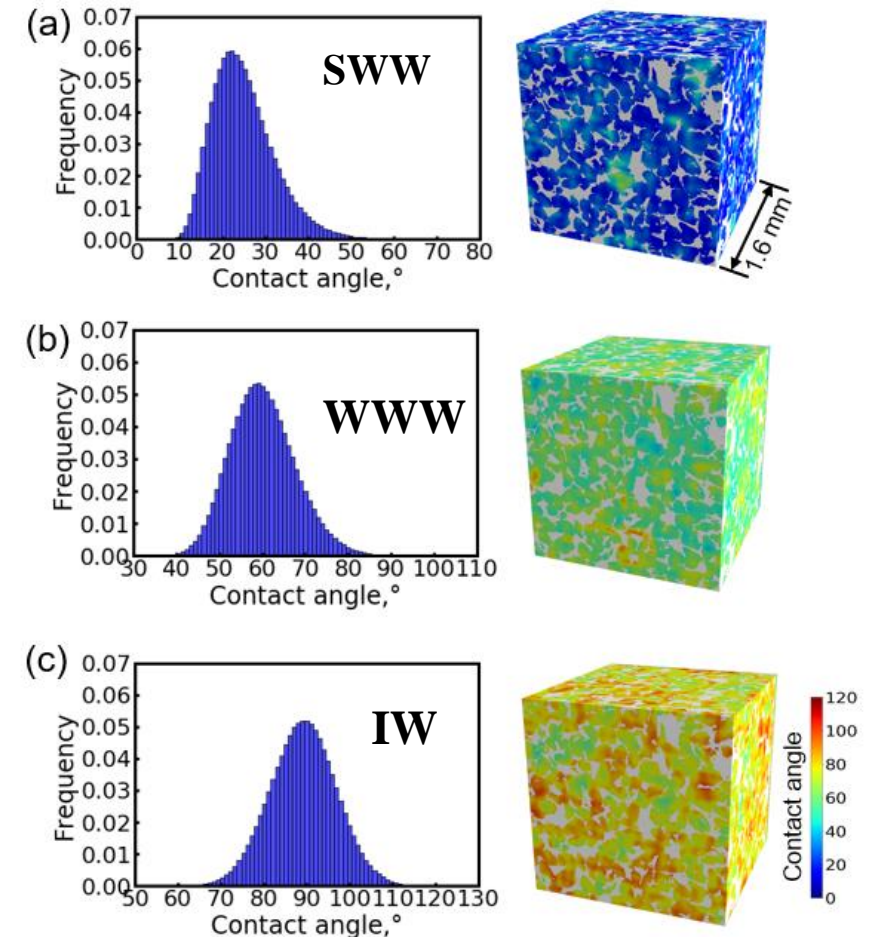 (a)
0.07
0.06
0.05
0.04
0.03
0.02
0.01
0.00
Frequency
SWW
0 10 20 30 40 50 60 70 80
Contact angle,°
1.6 mm
(b)
0.07
0.06
0.05
0.04
0.03
0.02
0.01
0.00
Frequency
WWW
30 40 50 60 70 80 90 100 110
Contact angle,°
(c)
0.07
0.06
0.05
0.04
0.03
0.02
0.01
0.00
Frequency
IW
50 60 70 80 90 100 110 120 130
Contact angle,°
Contact angle
120
100
80
60
40
20
0